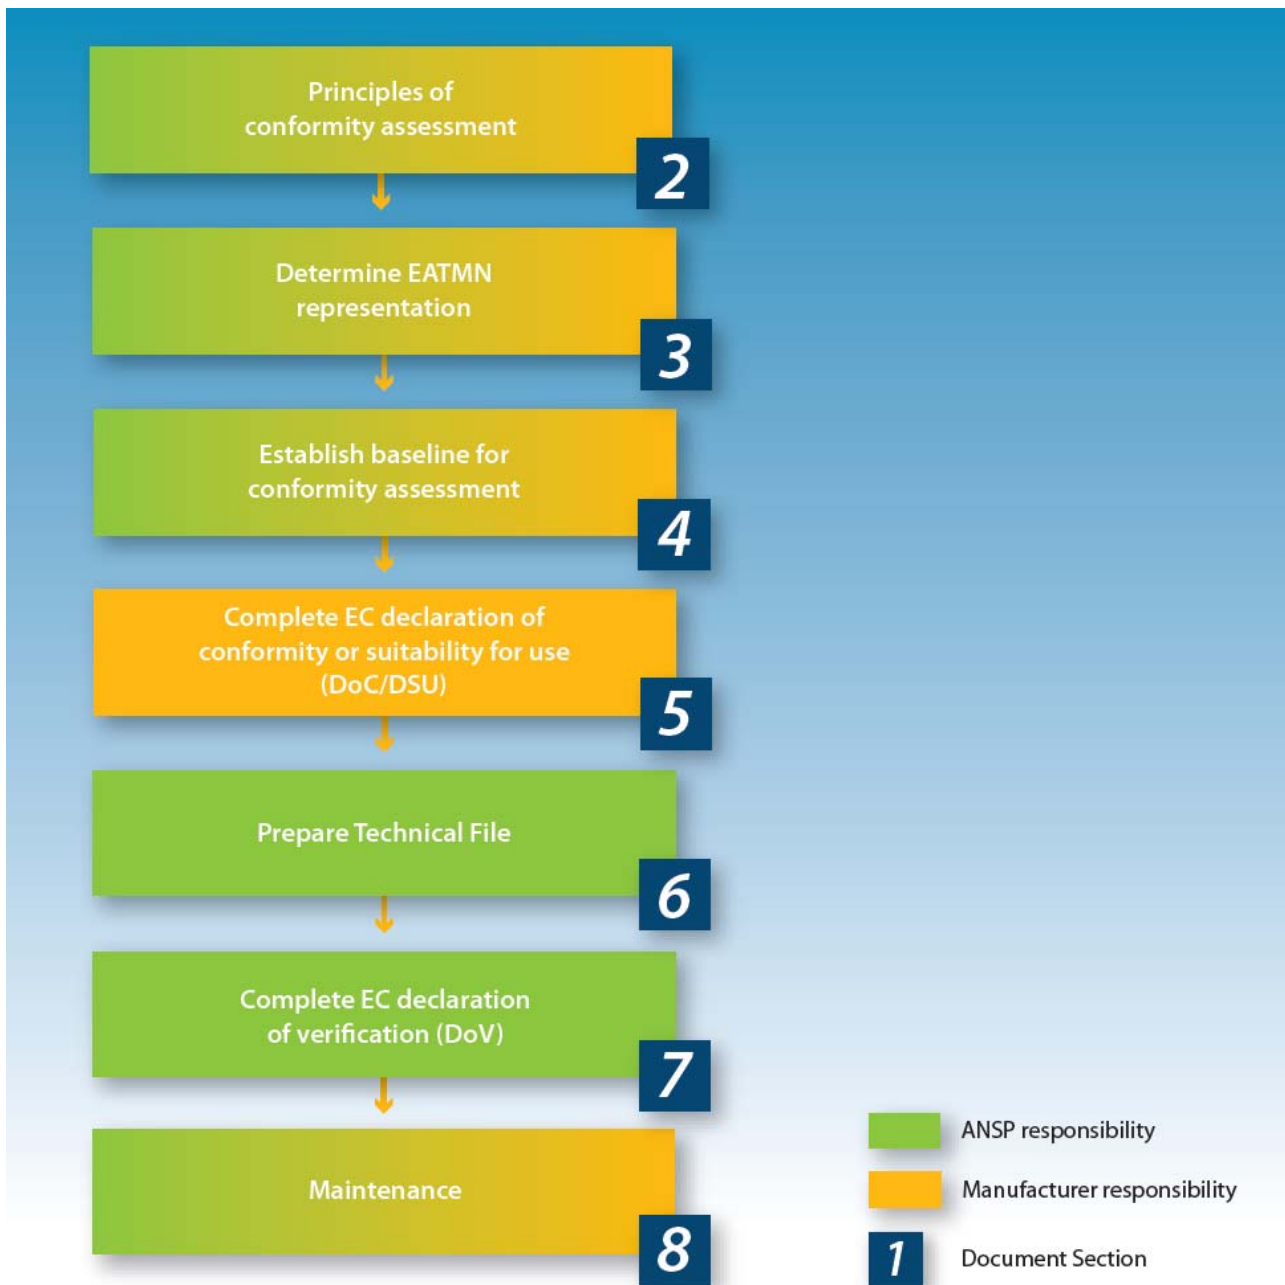 Principles of
conformity assessment
2
Determine EATMN
representation
3
Establish baseline for
conformity assessment
4
Complete EC declaration of
conformity or suitability for use
(DoC/DSU)
5
Prepare Technical File
6
Complete EC declaration
of verification (DoV)
7
Maintenance
8
ANSP responsibility
Manufacturer responsibility
1 Document Section